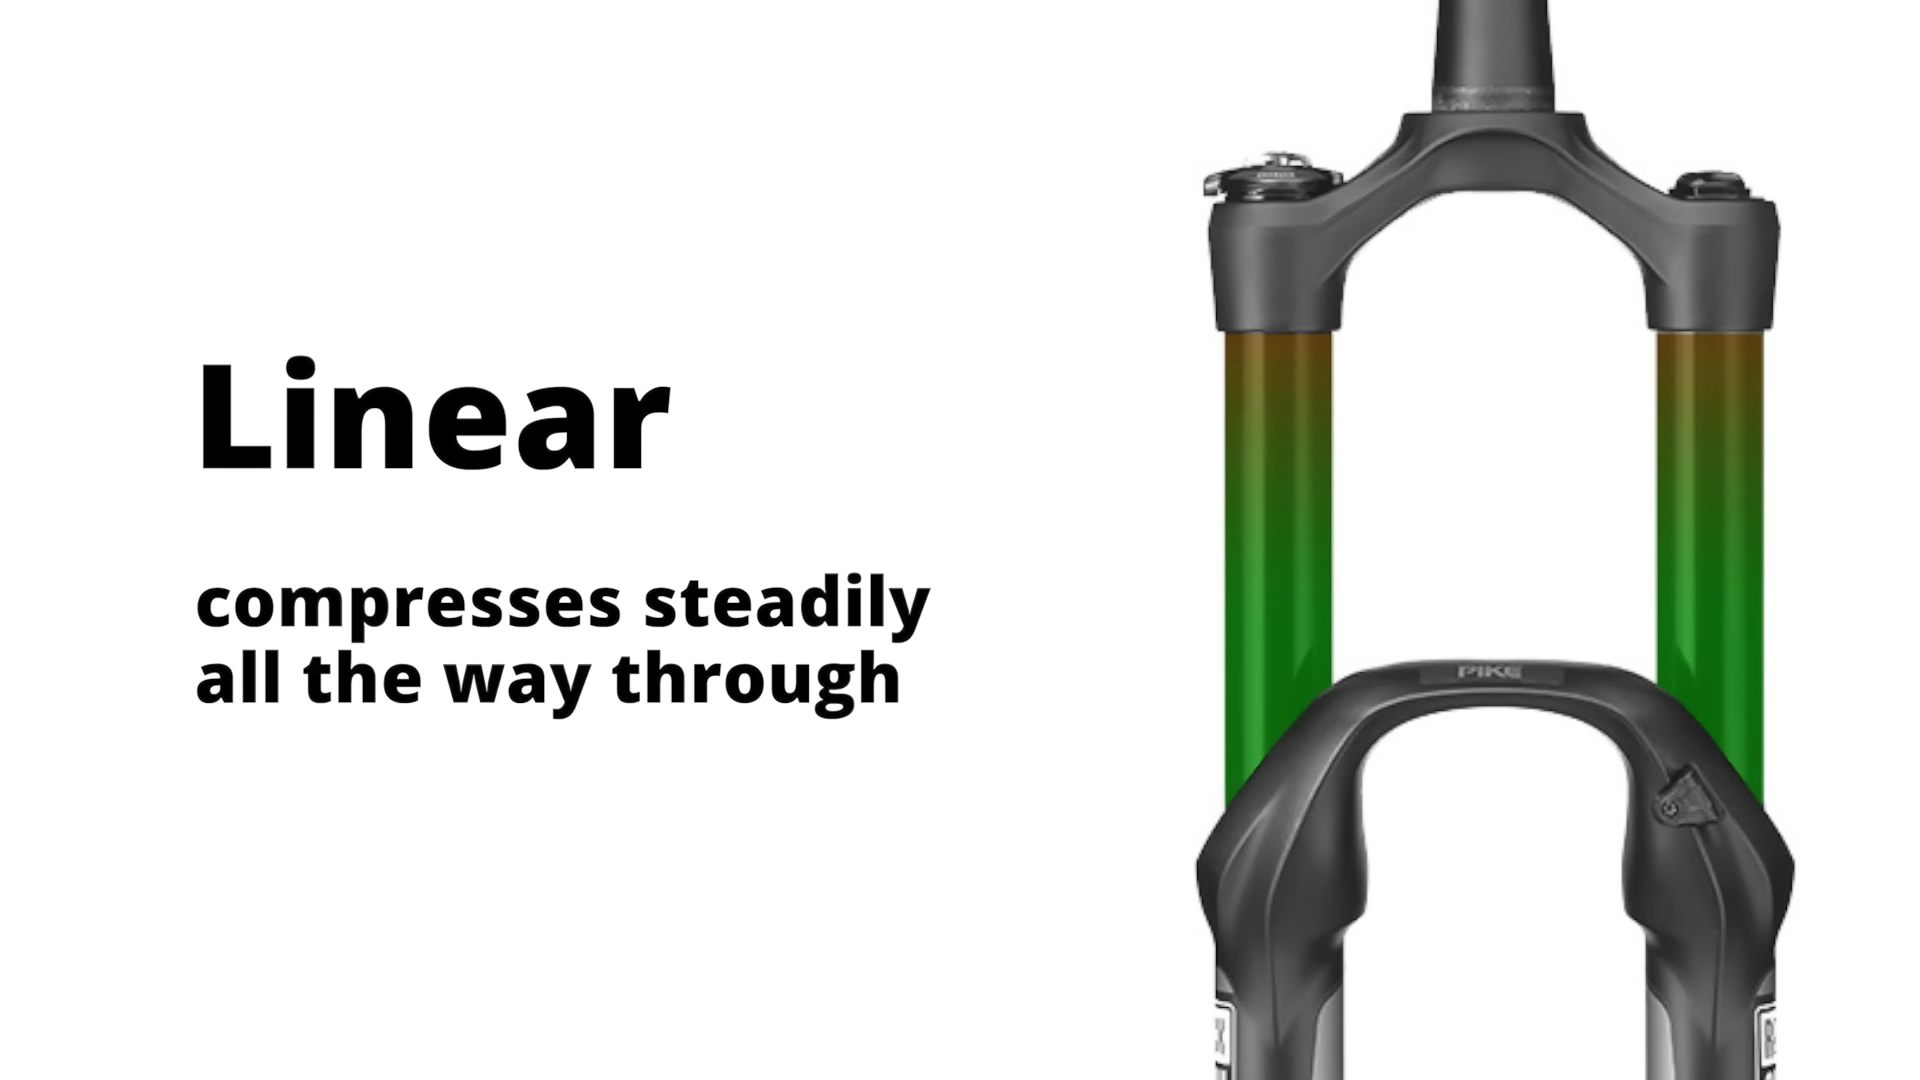 Linear
compresses steadily
all the way through
PIKE